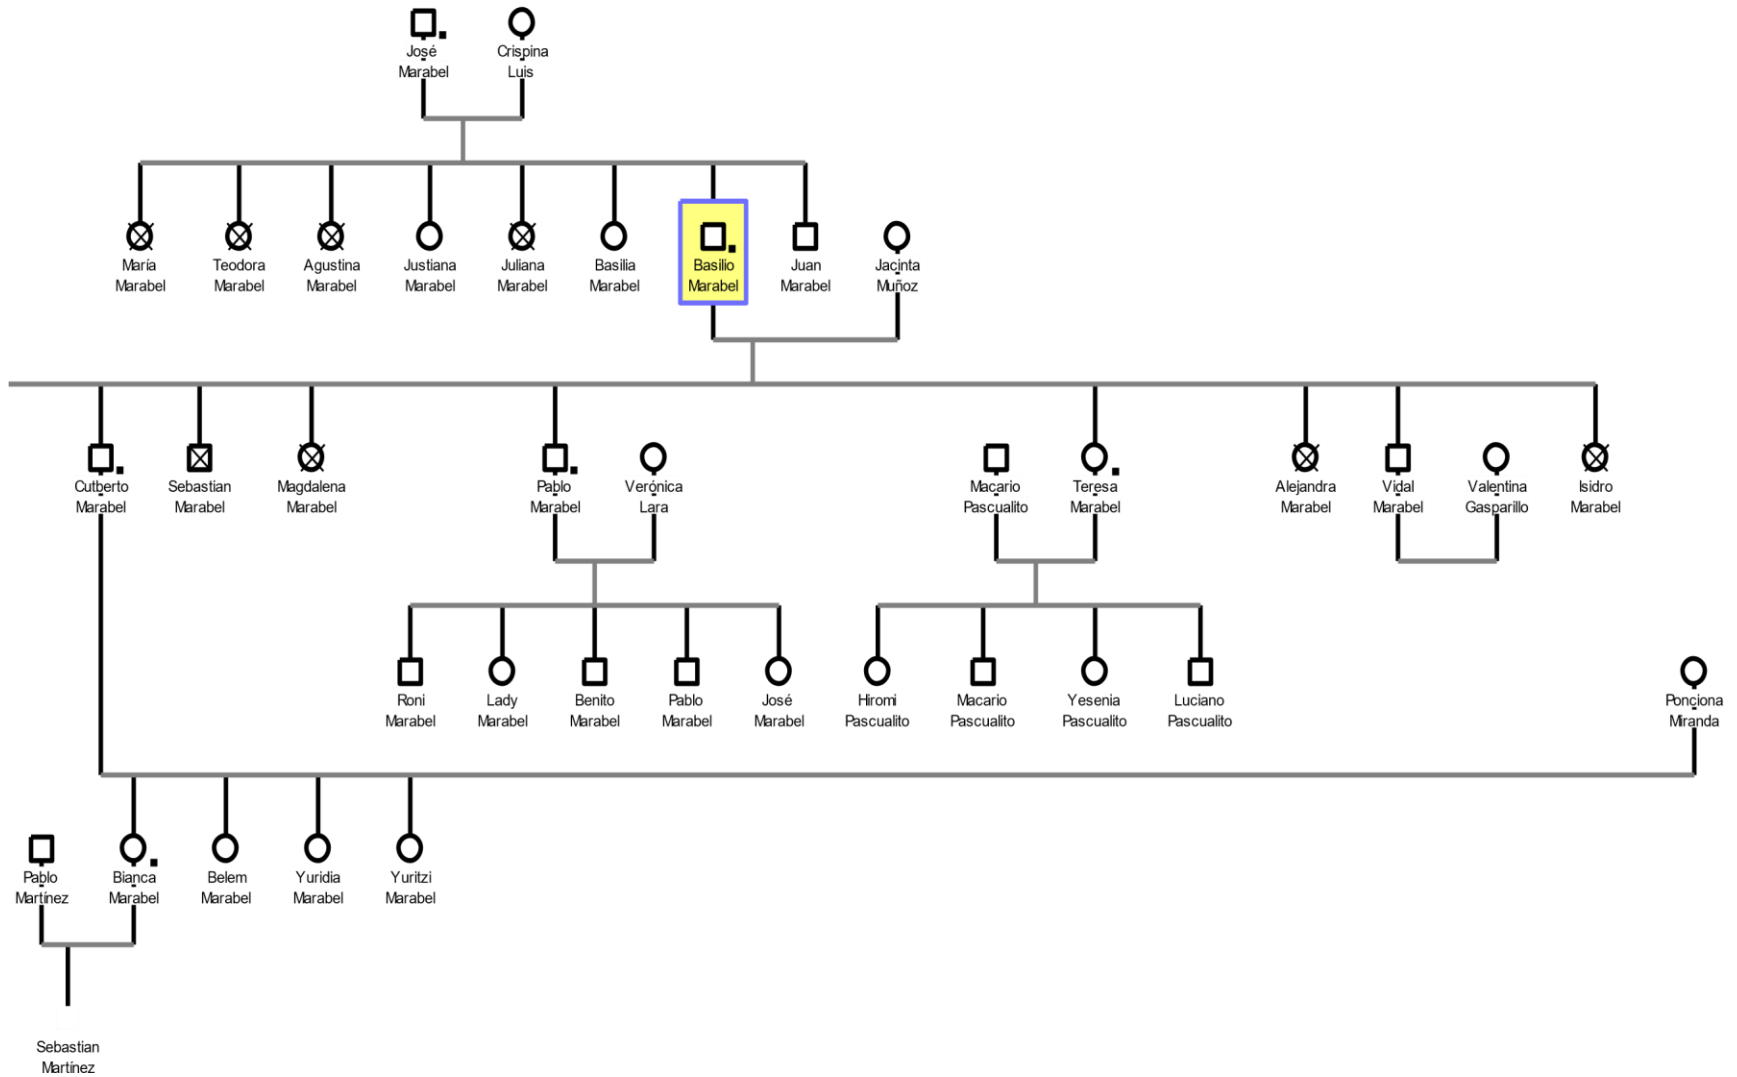 José
Marabel
Crispina
Luis
María
Marabel
Teodora
Marabel
Agustina
Marabel
Justiana
Marabel
Juliana
Marabel
Basilia
Marabel
Basilio
Marabel
Juan
Marabel
Jacinta
Muñoz
Cutberto
Marabel
Sebastian
Marabel
Magdalena
Marabel
Pablo
Marabel
Verónica
Lara
Macario
Pascualito
Teresa
Marabel
Alejandra
Marabel
Vidal
Marabel
Valentina
Gasparillo
Isidro
Marabel
Roni
Marabel
Lady
Marabel
Benito
Marabel
Pablo
Marabel
José
Marabel
Hiromi
Pascualito
Macario
Pascualito
Yesenia
Pascualito
Luciano
Pascualito
Ponciona
Miranda
Pablo
Martínez
Bianca
Marabel
Belem
Marabel
Yuridia
Marabel
Yuritzi
Marabel
Sebastian
Martínez